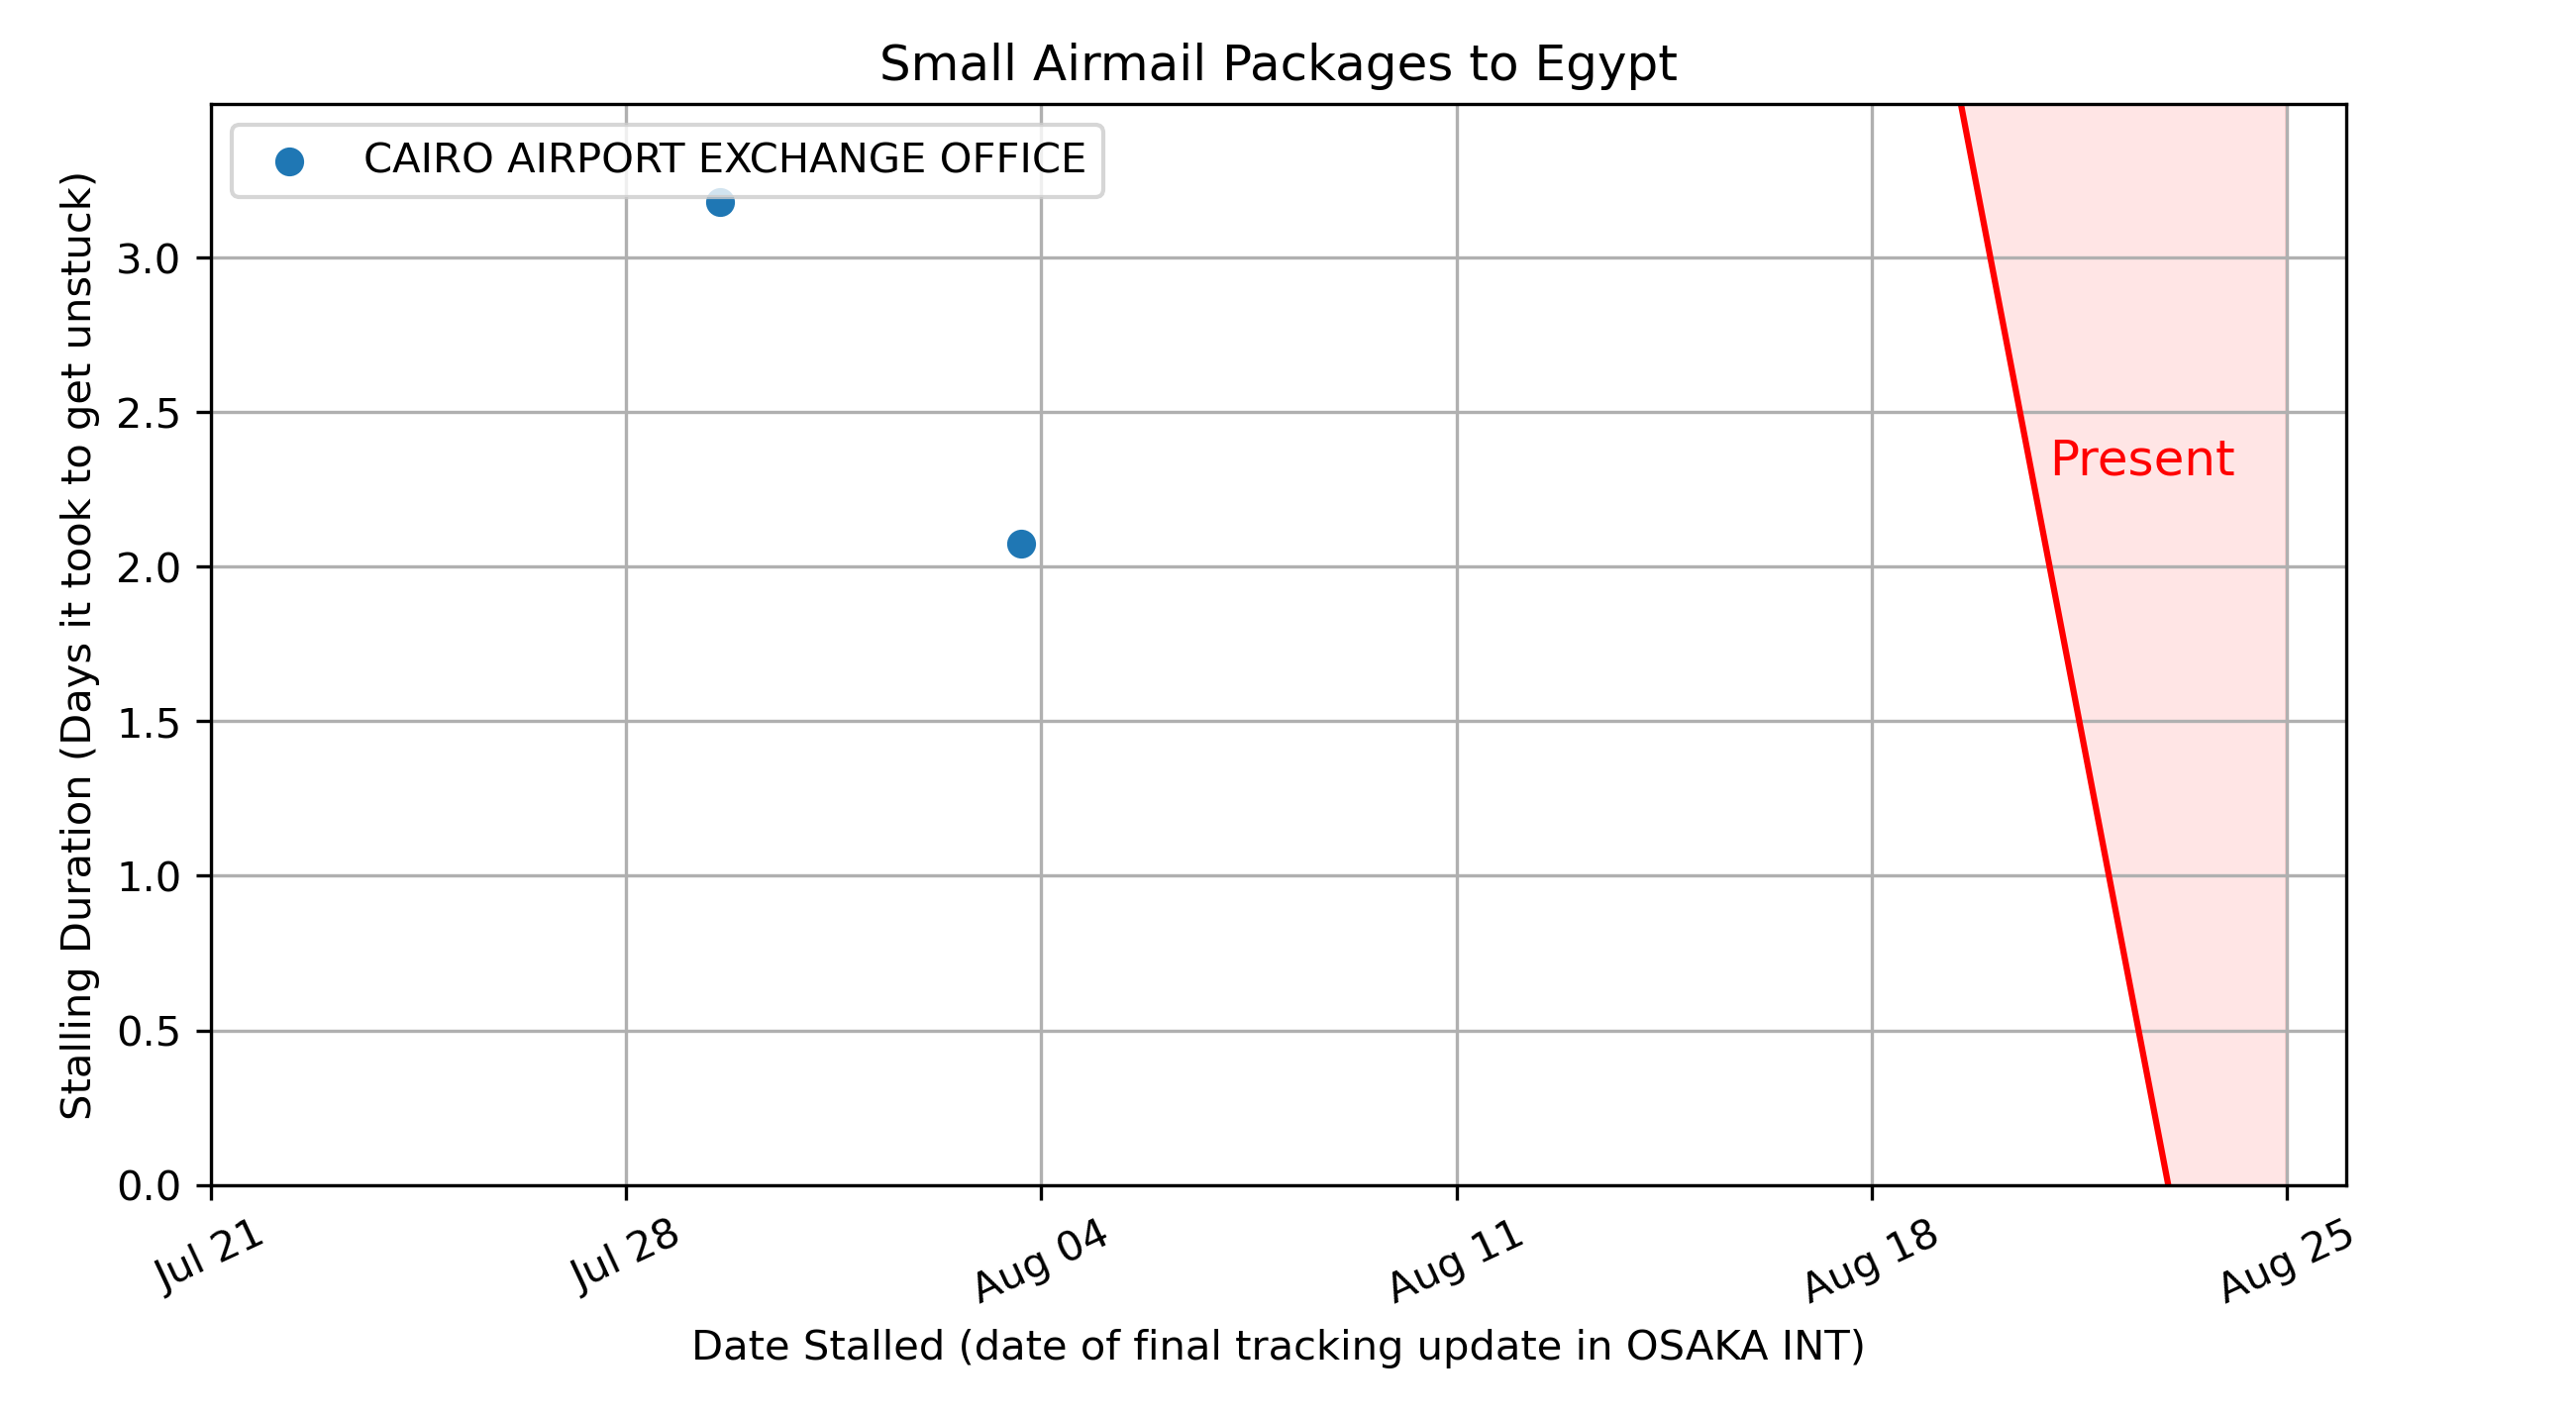 Small Airmail Packages to Egypt
CAIRO AIRPORT EXCHANGE OFFICE
Stalling Duration (Days it took to get unstuck)
3.0
2.5
2.0
1.5
1.0
0.5
0.0
Present
Jul 21
Jul 28
Aug 04
Aug 11
Aug 18
Aug 25
Date Stalled (date of final tracking update in OSAKA INT)